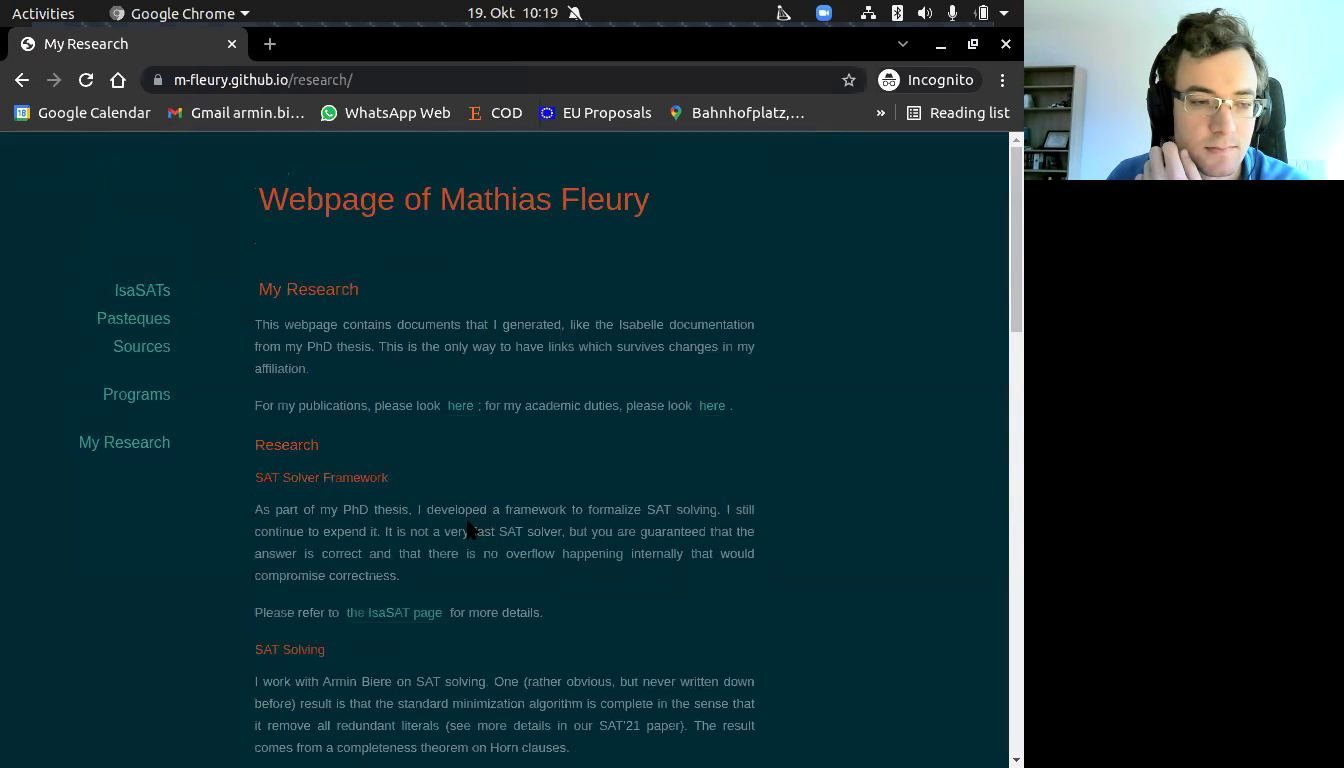 Activities Google Chrome 19. Okt 10:19
My Research
m-fleury.github.io/research/ Incognito
Google Calendar Gmail armin.bi... WhatsApp Web COD EU Proposals Bahnhofplatz,... » Reading list
Webpage of Mathias Fleury
IsaSATs
Pasteques
Sources
Programs
My Research
My Research
This webpage contains documents that I generated, like the Isabelle documentation
from my PhD thesis. This is the only way to have links which survives changes in my
affiliation.
For my publications, please look here ; for my academic duties, please look here .
Research
SAT Solver Framework
As part of my PhD thesis, I developed a framework to formalize SAT solving. I still
continue to expend it. It is not a very fast SAT solver, but you are guaranteed that the
answer is correct and that there is no overflow happening internally that would
compromise correctness.
Please refer to the IsaSAT page for more details.
SAT Solving
I work with Armin Biere on SAT solving. One (rather obvious, but never written down
before) result is that the standard minimization algorithm is complete in the sense that
it remove all redundant literals (see more details in our SAT'21 paper). The result
comes from a completeness theorem on Horn clauses.